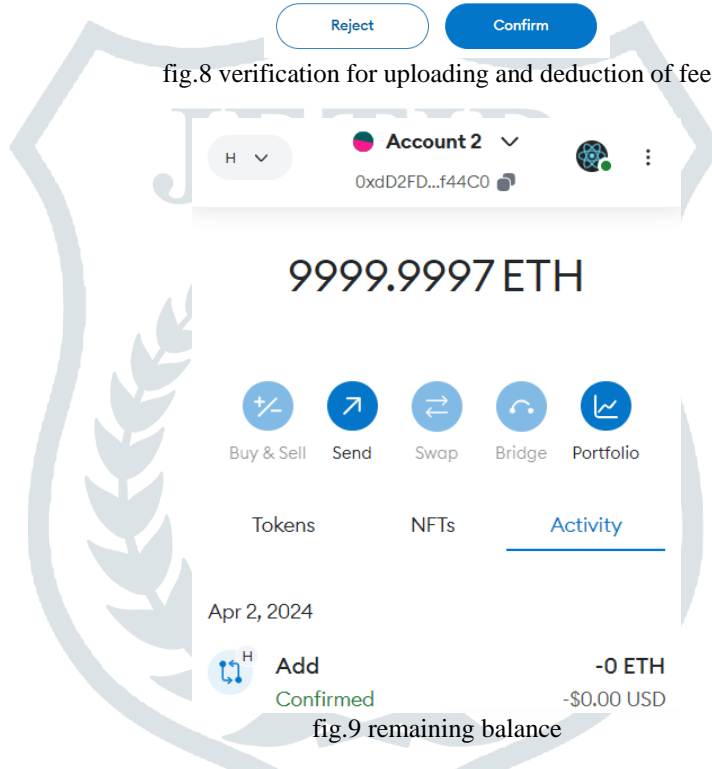 Reject Confirm
fig.8 verification for uploading and deduction of fee
JETIR
H Account 2
0xdD2FD...f44C0
9999.9997 ETH
Buy & Sell Send Swap Bridge Portfolio
Tokens NFTs Activity
Apr 2, 2024
H
Add -0 ETH
Confirmed -$0.00 USD
fig.9 remaining balance